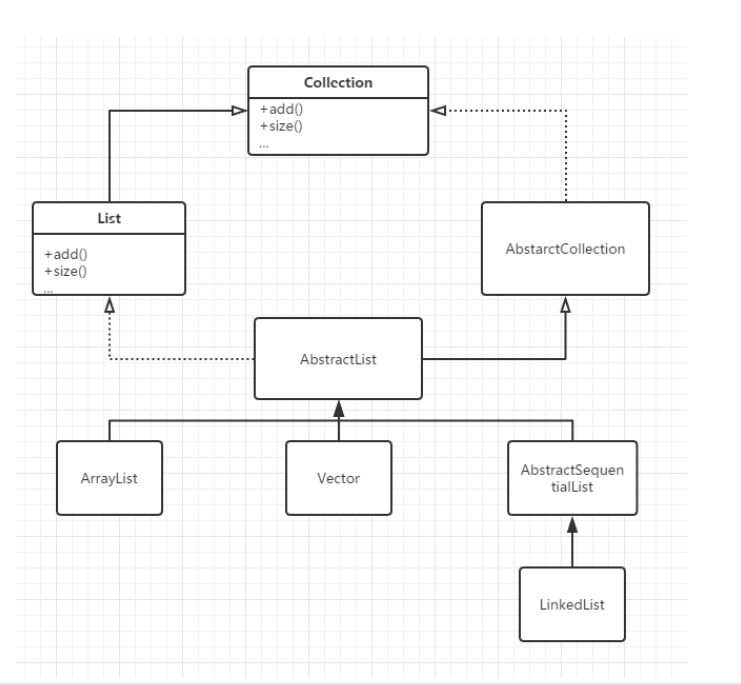 Collection
+add()
+size()
...
List
+add()
+size()
...
AbstarctCollection
AbstractList
ArrayList
Vector
AbstractSequen
tialList
LinkedList